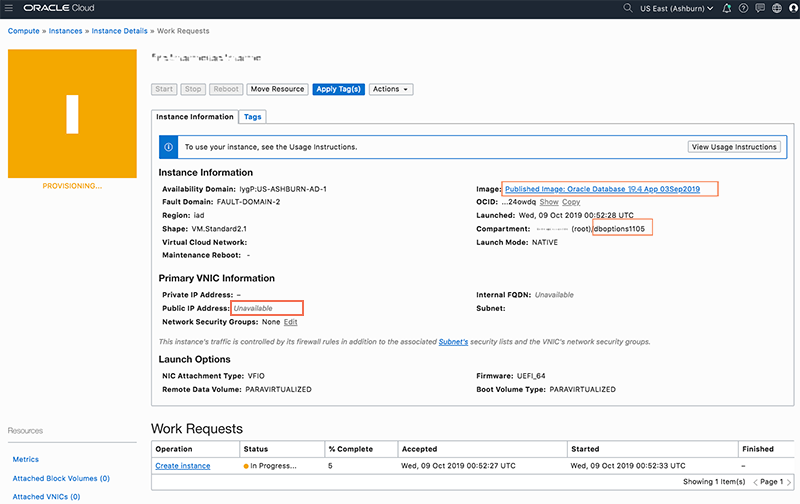 ORACLE Cloud
US East (Ashburn)
Compute » Instances » Instance Details » Work Requests
I
PROVISIONING...
Start Stop Reboot Move Resource Apply Tag(s) Actions
Instance Information Tags
To use your instance, see the Usage Instructions. View Usage Instructions
Instance Information
Availability Domain: IygP:US-ASHBURN-AD-1
Fault Domain: FAULT-DOMAIN-2
Region: iad
Shape: VM.Standard2.1
Virtual Cloud Network:
Maintenance Reboot: -
Image: Published Image: Oracle Database 19.4 App 03Sep2019
OCID: ...24owdq Show Copy
Launched: Wed, 09 Oct 2019 00:52:28 UTC
Compartment: (root)/dboptions1105
Launch Mode: NATIVE
Primary VNIC Information
Private IP Address: –
Public IP Address: Unavailable
Network Security Groups: None Edit
Internal FQDN: Unavailable
Subnet:
This instance's traffic is controlled by its firewall rules in addition to the associated Subnet's security lists and the VNIC's network security groups.
Launch Options
NIC Attachment Type: VFIO
Remote Data Volume: PARAVIRTUALIZED
Firmware: UEFI_64
Boot Volume Type: PARAVIRTUALIZED
Resources
Metrics
Attached Block Volumes (0)
Attached VNICs (0)
Work Requests
Operation Status % Complete Accepted Started Finished
Create instance In Progress... 5 Wed, 09 Oct 2019 00:52:27 UTC Wed, 09 Oct 2019 00:52:33 UTC –
Showing 1 Item(s) < Page 1 >